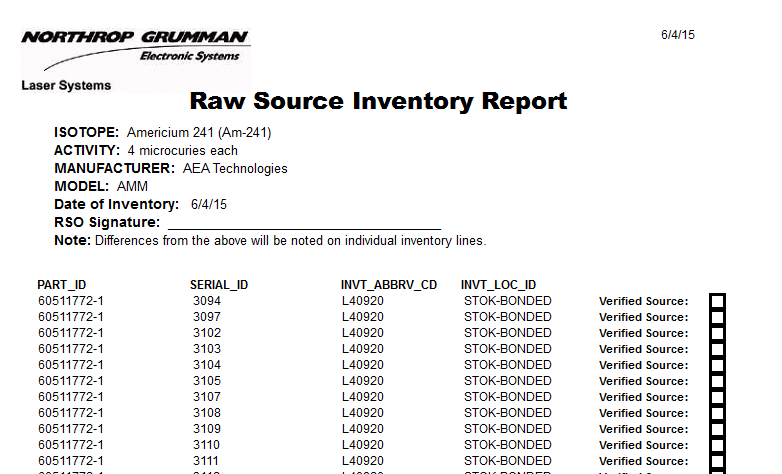 NORTHROP GRUMMAN 6/4/15
Electronic Systems
Laser Systems
Raw Source Inventory Report
ISOTOPE: Americium 241 (Am-241)
ACTIVITY: 4 microcuries each
MANUFACTURER: AEA Technologies
MODEL: AMM
Date of Inventory: 6/4/15
RSO Signature:
Note: Differences from the above will be noted on individual inventory lines.
PART_ID SERIAL_ID INVT_ABBRV_CD INVT_LOC_ID
60511772-1 3094 L40920 STOK-BONDED Verified Source:
60511772-1 3097 L40920 STOK-BONDED Verified Source:
60511772-1 3102 L40920 STOK-BONDED Verified Source:
60511772-1 3103 L40920 STOK-BONDED Verified Source:
60511772-1 3104 L40920 STOK-BONDED Verified Source:
60511772-1 3105 L40920 STOK-BONDED Verified Source:
60511772-1 3107 L40920 STOK-BONDED Verified Source:
60511772-1 3108 L40920 STOK-BONDED Verified Source:
60511772-1 3109 L40920 STOK-BONDED Verified Source:
60511772-1 3110 L40920 STOK-BONDED Verified Source:
60511772-1 3111 L40920 STOK-BONDED Verified Source: